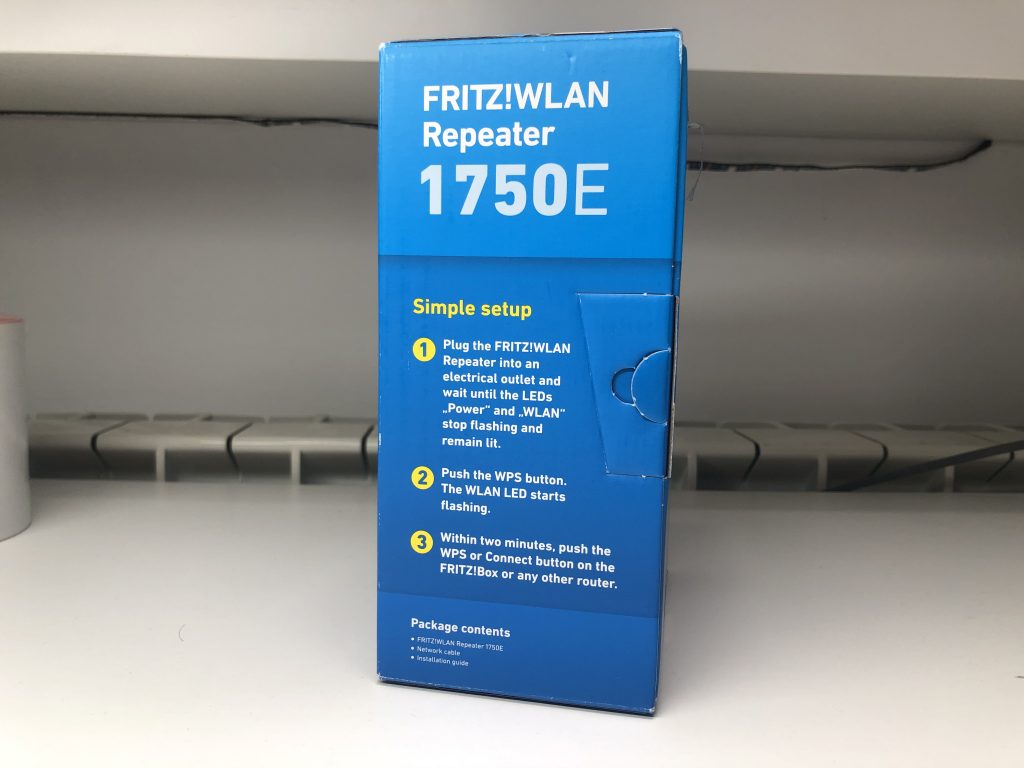 FRITZ!WLAN
Repeater
1750E
Simple setup
1 Plug the FRITZ!WLAN
Repeater into an
electrical outlet and
wait until the LEDs
„Power“ and „WLAN“
stop flashing and
remain lit.
2 Push the WPS button.
The WLAN LED starts
flashing.
3 Within two minutes, push the
WPS or Connect button on the
FRITZ!Box or any other router.
Package contents
• FRITZ!WLAN Repeater 1750E
• Network cable
• Installation guide